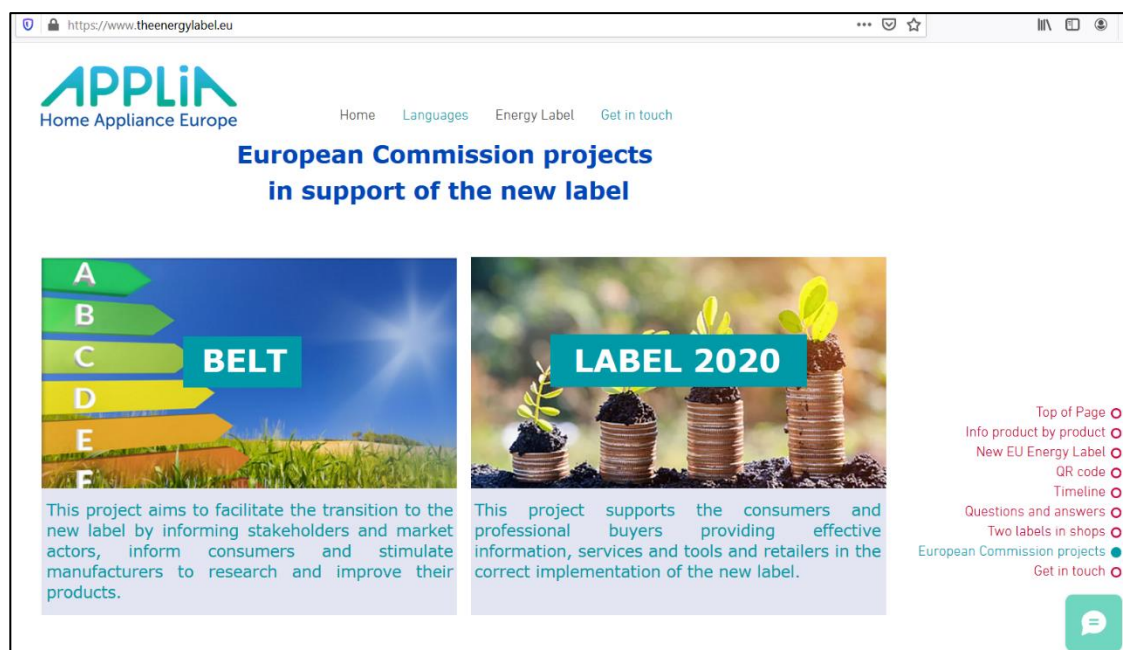 https://www.theenergylabel.eu
APPLiA
Home Appliance Europe
Home Languages Energy Label Get in touch
European Commission projects
in support of the new label
A
B
C
D
E
F
BELT
LABEL 2020
This project aims to facilitate the transition to the
new label by informing stakeholders and market
actors, inform consumers and stimulate
manufacturers to research and improve their
products.
This project supports the consumers and
professional buyers providing effective
information, services and tools and retailers in the
correct implementation of the new label.
Top of Page
Info product by product
New EU Energy Label
QR code
Timeline
Questions and answers
Two labels in shops
European Commission projects
Get in touch